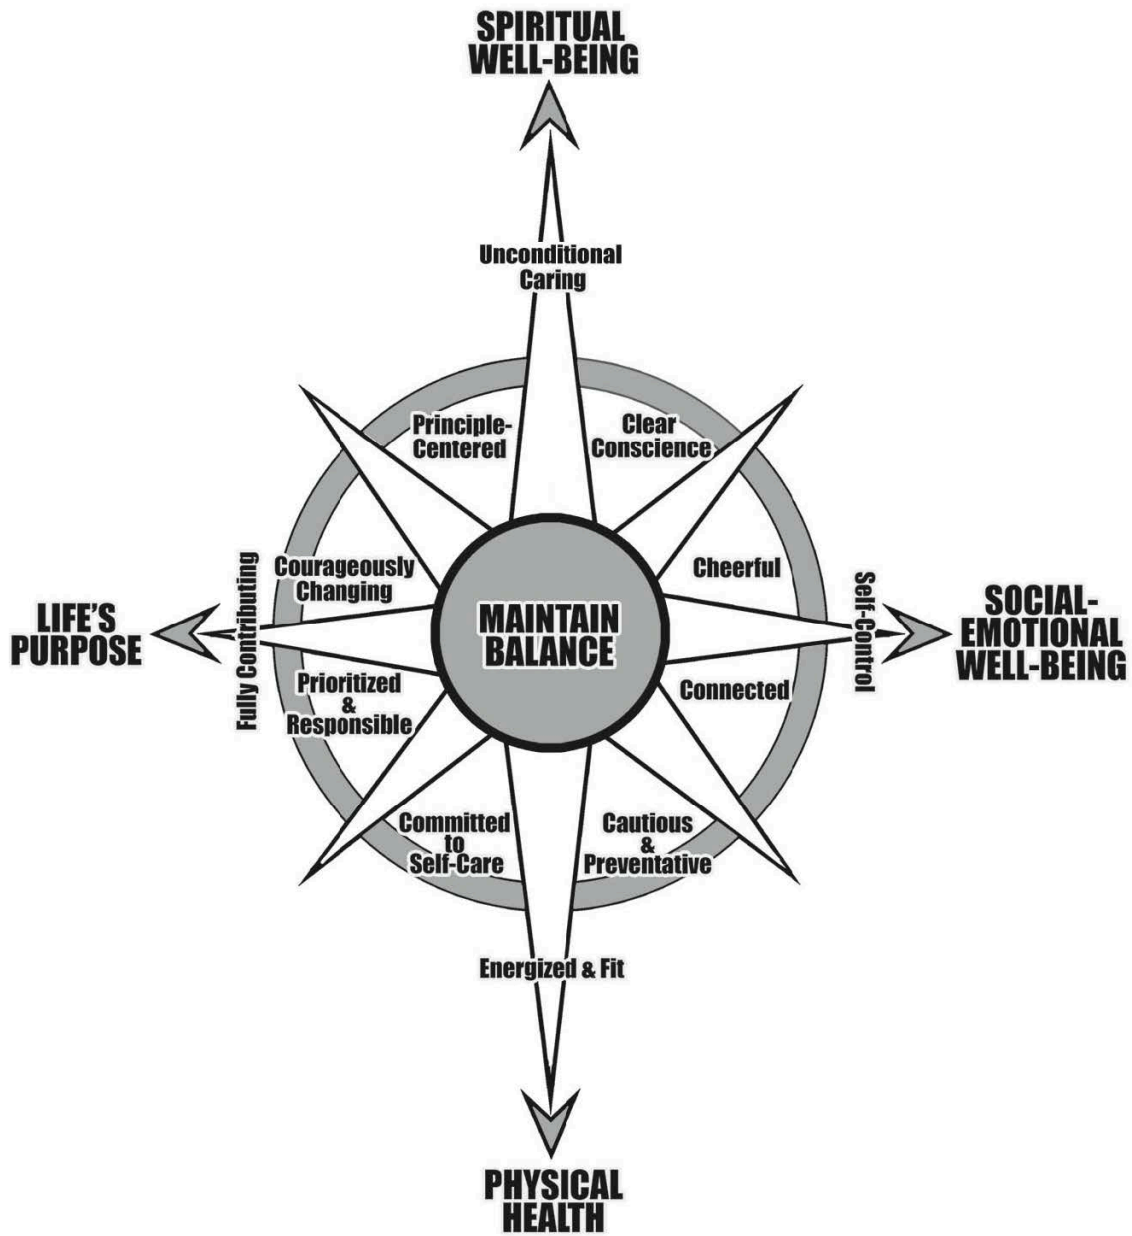 SPIRITUAL
WELL-BEING
Unconditional
Caring
Principle-
Centered
Clear
Conscience
Courageously
Changing
Cheerful
Fully Contributing
LIFE'S
PURPOSE
MAINTAIN
BALANCE
Self-Control
SOCIAL-
EMOTIONAL
WELL-BEING
Prioritized
&
Responsible
Connected
Committed
to
Self-Care
Cautious
&
Preventative
Energized & Fit
PHYSICAL
HEALTH